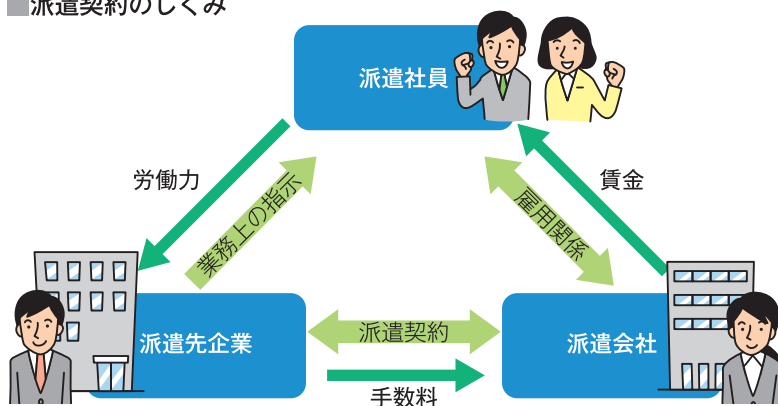 ■派遣契約のしくみ
派遣社員
労働力
業務上の指示
雇用関係
賃金
派遣先企業
派遣契約
派遣会社
手数料